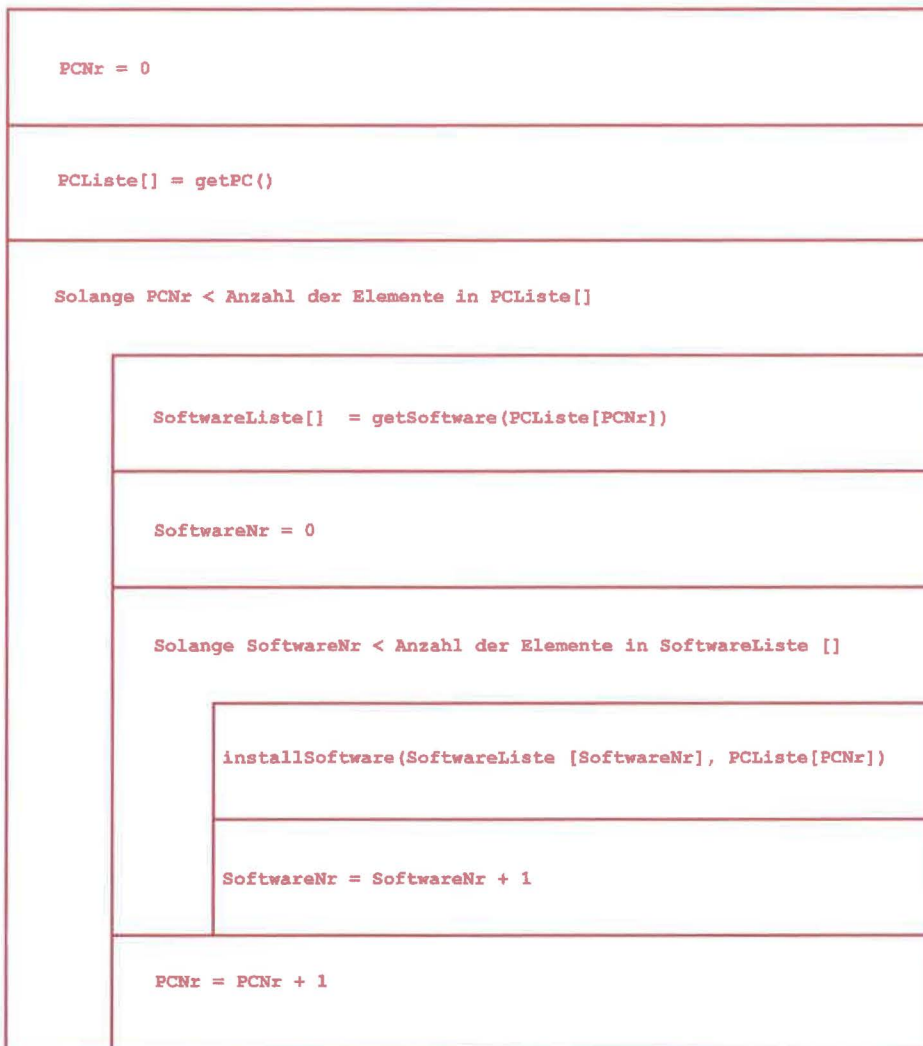 PCNr = 0
PCListe[] = getPC()
Solange PCNr < Anzahl der Elemente in PCListe[]
SoftwareListe[]  = getSoftware(PCListe[PCNr])
SoftwareNr = 0
Solange SoftwareNr < Anzahl der Elemente in SoftwareListe []
installSoftware(SoftwareListe [SoftwareNr], PCListe[PCNr])
SoftwareNr = SoftwareNr + 1
PCNr = PCNr + 1